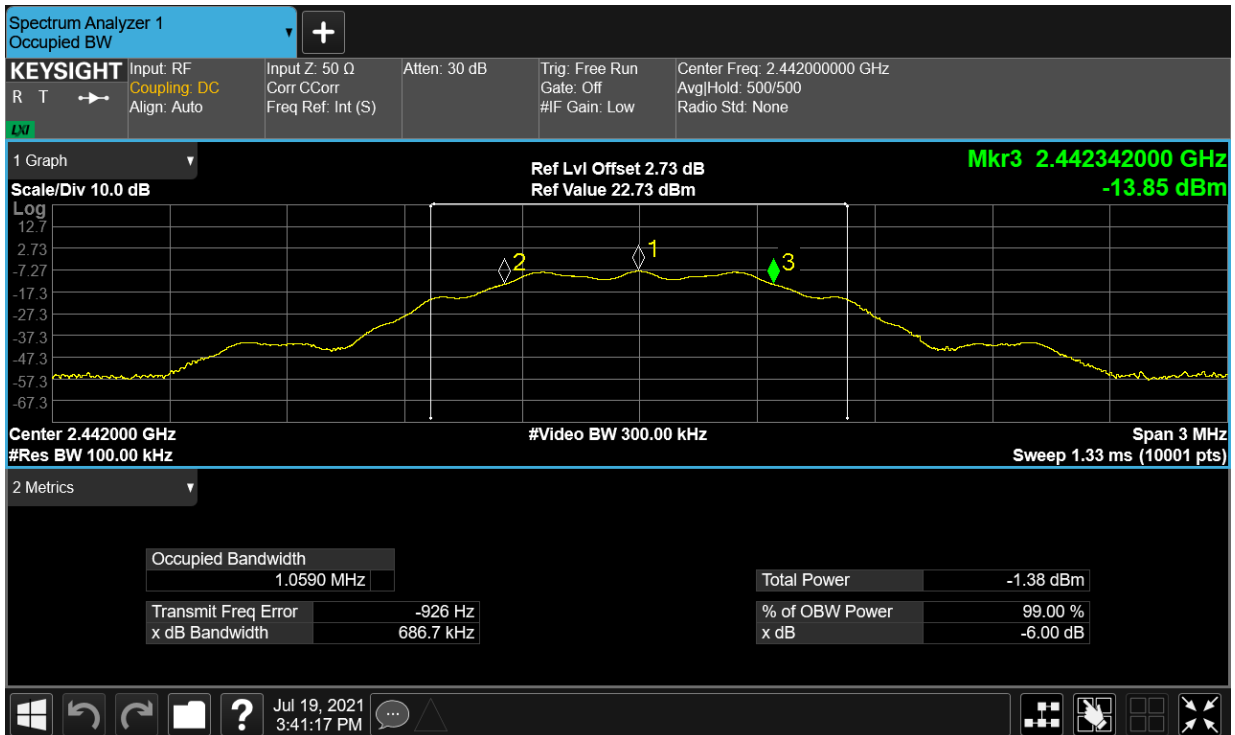 Spectrum Analyzer 1
Occupied BW
KEYSIGHT
R T
LXI
Input: RF
Coupling: DC
Align: Auto
Input Z: 50 Ω
Corr CCorr
Freq Ref: Int (S)
Atten: 30 dB
Trig: Free Run
Gate: Off
#IF Gain: Low
Center Freq: 2.442000000 GHz
Avg|Hold: 500/500
Radio Std: None
1 Graph
Scale/Div 10.0 dB
Ref Lvl Offset 2.73 dB
Ref Value 22.73 dBm
Mkr3 2.442342000 GHz
-13.85 dBm
Log
12.7
2.73
-7.27
-17.3
-27.3
-37.3
-47.3
-57.3
-67.3
2
1
3
Center 2.442000 GHz
#Video BW 300.00 kHz
Span 3 MHz
#Res BW 100.00 kHz
Sweep 1.33 ms (10001 pts)
2 Metrics
Occupied Bandwidth
1.0590 MHz
Total Power -1.38 dBm
Transmit Freq Error -926 Hz
% of OBW Power 99.00 %
x dB Bandwidth 686.7 kHz
x dB -6.00 dB
?
Jul 19, 2021
3:41:17 PM